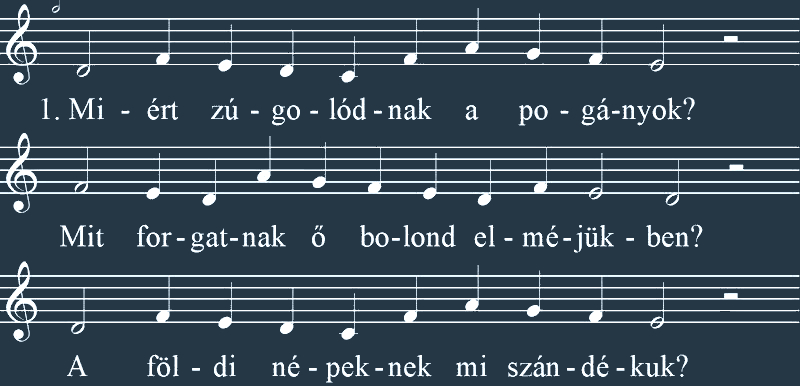 1. Mi - ért zú - go - lód - nak a po - gá - nyok?
Mit for - gat - nak ő bo - lond el - mé - jük - ben?
A föl - di né - pek - nek mi szán - dé - kuk?